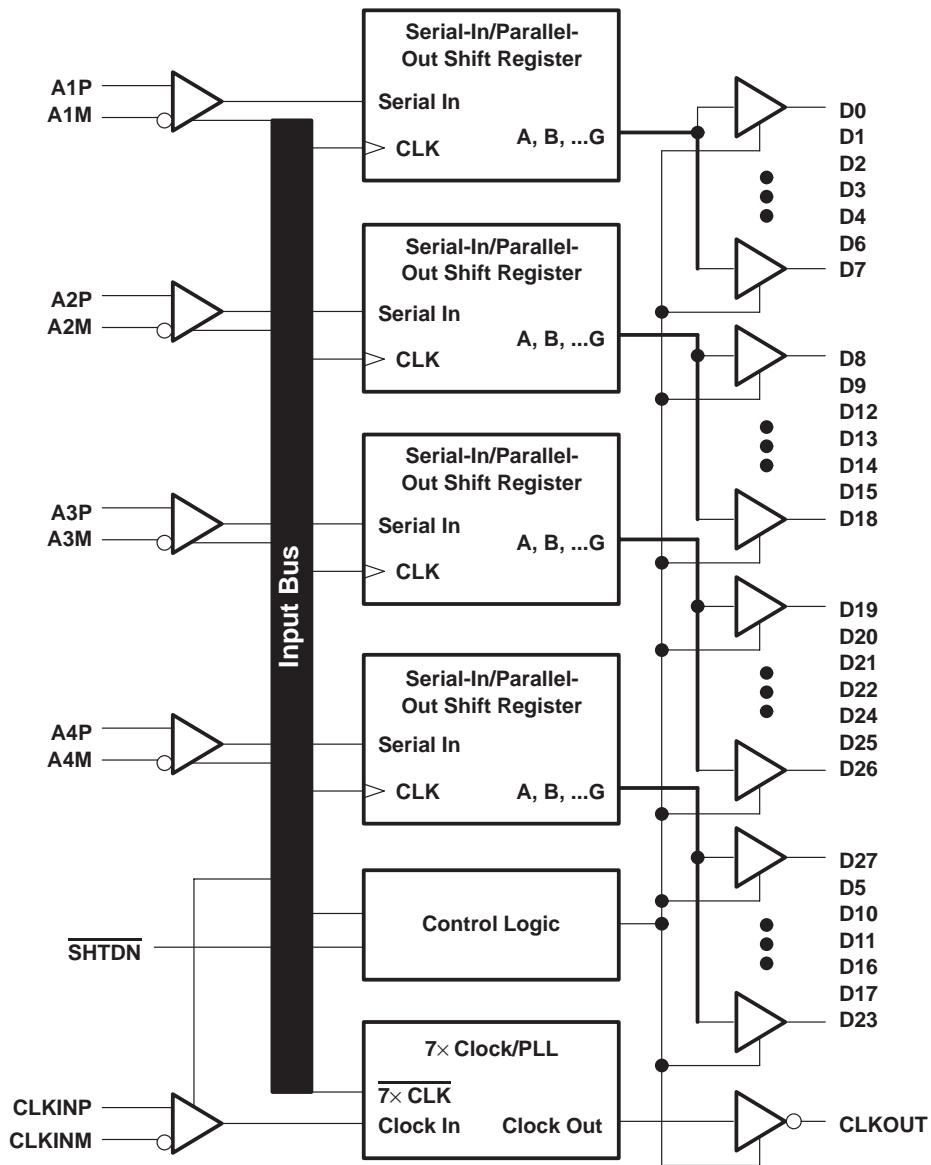 Serial-In/Parallel-
Out Shift Register
A1P
A1M
Serial In
CLK
A, B, ...G
D0
D1
D2
D3
D4
D6
D7
Serial-In/Parallel-
Out Shift Register
A2P
A2M
Serial In
CLK
A, B, ...G
D8
D9
D12
D13
D14
D15
D18
Serial-In/Parallel-
Out Shift Register
A3P
A3M
Serial In
CLK
A, B, ...G
D19
D20
D21
D22
D24
D25
D26
Input Bus
Serial-In/Parallel-
Out Shift Register
A4P
A4M
Serial In
CLK
A, B, ...G
D27
D5
D10
D11
D16
D17
D23
Control Logic
SHTDN
7× Clock/PLL
7× CLK
CLKINP
CLKINM
Clock In
Clock Out
CLKOUT